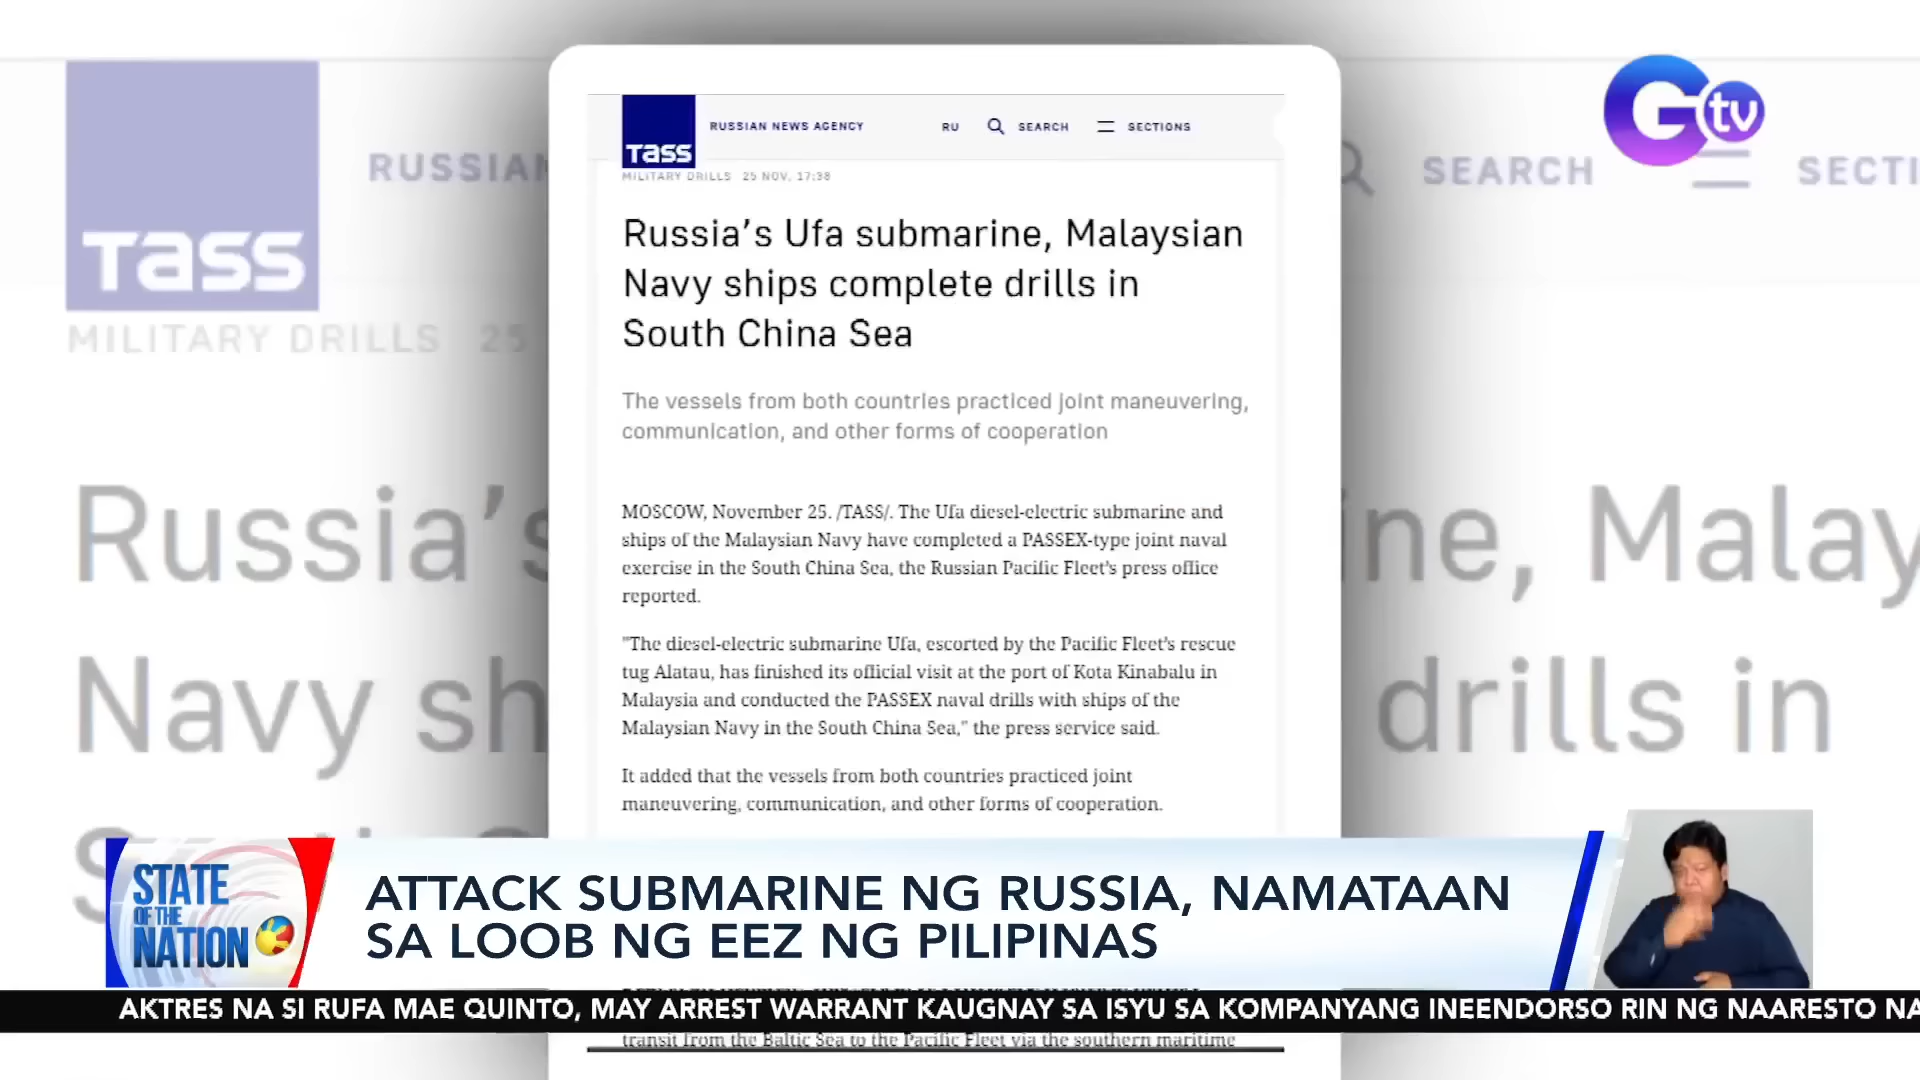 TASS
RUSSIAN NEWS AGENCY
RU
SEARCH
SECTIONS
MILITARY DRILLS 25 NOV, 17:38
Russia's Ufa submarine, Malaysian
Navy ships complete drills in
South China Sea
The vessels from both countries practiced joint maneuvering,
communication, and other forms of cooperation
MOSCOW, November 25. /TASS/. The Ufa diesel-electric submarine and
ships of the Malaysian Navy have completed a PASSEX-type joint naval
exercise in the South China Sea, the Russian Pacific Fleet's press office
reported.
"The diesel-electric submarine Ufa, escorted by the Pacific Fleet's rescue
tug Alatau, has finished its official visit at the port of Kota Kinabalu in
Malaysia and conducted the PASSEX naval drills with ships of the
Malaysian Navy in the South China Sea," the press service said.
It added that the vessels from both countries practiced joint
maneuvering, communication, and other forms of cooperation.
transit from the Baltic Sea to the Pacific Fleet via the southern maritime
TASS
RUSSIAN
MILITARY DRILLS 25
Russia's
Navy sh
SEARCH
SECTI
ine, Malay
drills in
G tv
STATE
OF THE
NATION
ATTACK SUBMARINE NG RUSSIA, NAMATAAN
SA LOOB NG EEZ NG PILIPINAS
AKTRES NA SI RUFA MAE QUINTO, MAY ARREST WARRANT KAUGNAY SA ISYU SA KOMPANYANG INEENDORSO RIN NG NAARESTO NA